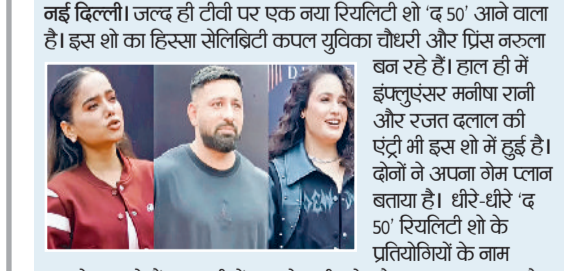 नई दिल्ली। जल्द ही टीवी पर एक नया रियलिटी शो ‘द 50’ आने वाला
है। इस शो का हिस्सा सेलिब्रिटी कपल युविका चौधरी और प्रिंस नरुला
बन रहे हैं। हाल ही में
इंफ्लुएंसर मनीषा रानी
और रजत दलाल की
एंट्री भी इस शो में हुई है।
दोनों ने अपना गेम प्लान
बताया है। धीरे-धीरे ‘द
50’ रियलिटी शो के
प्रतियोगियों के नाम